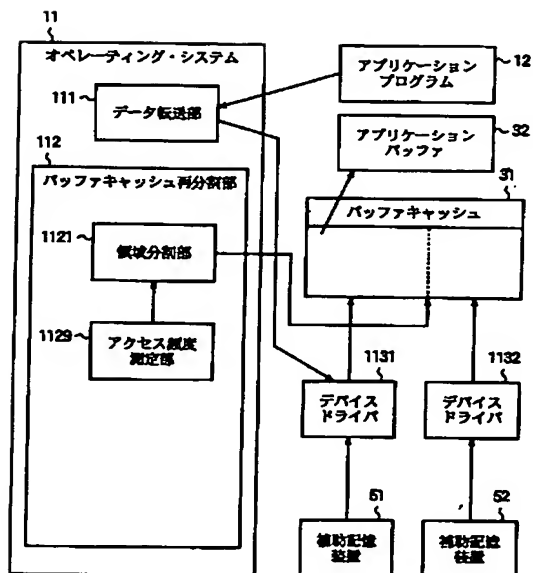 11
オペレーティング・システム
111
データ転送部
112
バッファキャッシュ再分割部
1121
領域分割部
1129
アクセス頻度
測定部
アプリケーション
プログラム
12
アプリケーション
バッファ
32
31
バッファキャッシュ
1131
デバイス
ドライバ
1132
デバイス
ドライバ
51
補助記憶
装置
52
補助記憶
装置